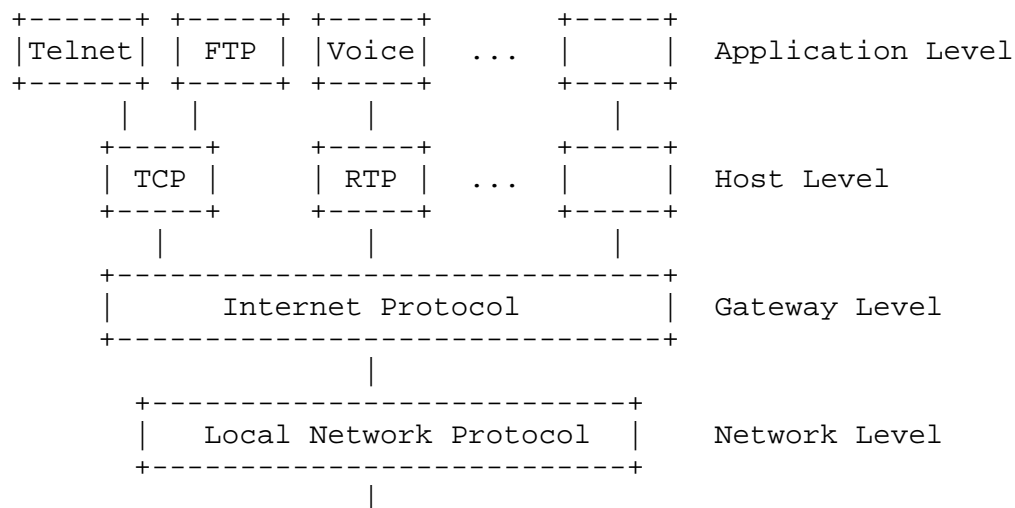 +------+ +-----+ +-----+       +-----+
|Telnet| | FTP | |Voice|  ...  |     |  Application Level
+------+ +-----+ +-----+       +-----+
      |   |         |             |
     +-----+     +-----+       +-----+
     | TCP |     | RTP |  ...  |     |  Host Level
     +-----+     +-----+       +-----+
        |           |             |
     +-------------------------------+
     |      Internet Protocol        |  Gateway Level
     +-------------------------------+
                    |
       +---------------------------+
       |   Local Network Protocol  |    Network Level
       +---------------------------+
                    |